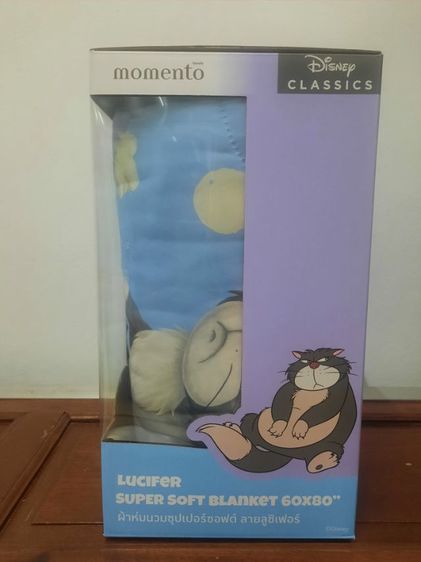 momento
Disney
CLASSICS
Lucifer
SUPER SOFT BLANKET 60x80"
ผ้าห่มนวมซุปเปอร์ซอฟต์ ลายลูซิเฟอร์
©Disney